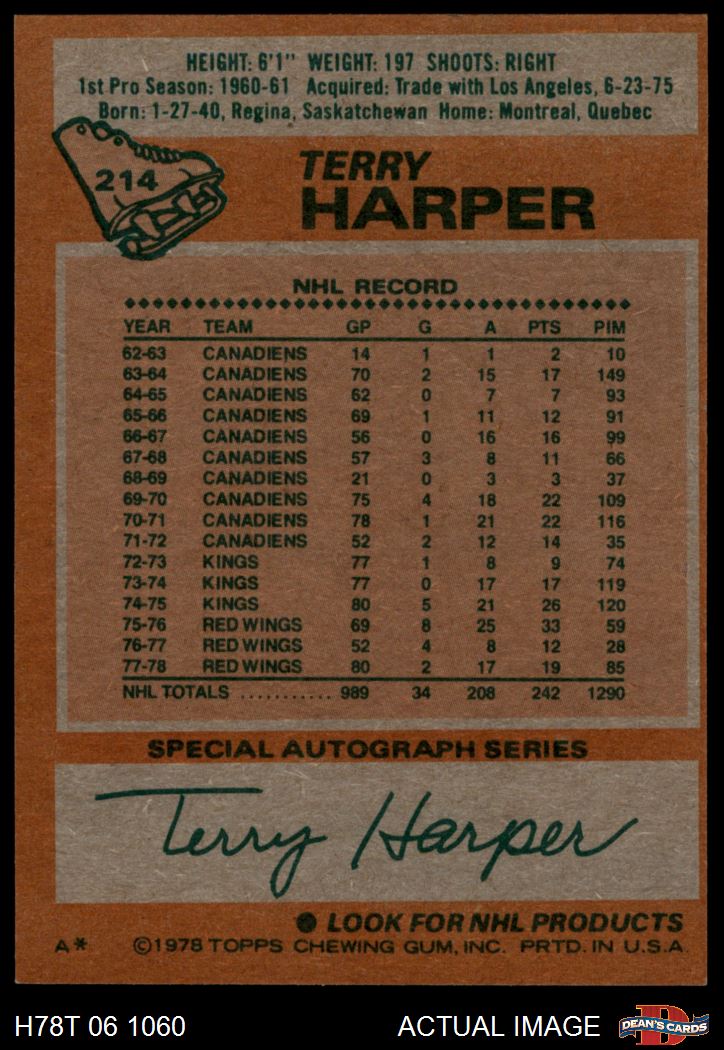 HEIGHT: 6'1" WEIGHT: 197 SHOOTS: RIGHT
1st Pro Season: 1960-61 Acquired: Trade with Los Angeles, 6-23-75
Born: 1-27-40, Regina, Saskatchewan Home: Montreal, Quebec
214
TERRY
HARPER
NHL RECORD
YEAR TEAM GP G A PTS PIM
62-63 CANADIENS 14 1 1 2 10
63-64 CANADIENS 70 2 15 17 149
64-65 CANADIENS 62 0 7 7 93
65-66 CANADIENS 69 1 11 12 91
66-67 CANADIENS 56 0 16 16 99
67-68 CANADIENS 57 3 8 11 66
68-69 CANADIENS 21 0 3 3 37
69-70 CANADIENS 75 4 18 22 109
70-71 CANADIENS 78 1 21 22 116
71-72 CANADIENS 52 2 12 14 35
72-73 KINGS 77 1 8 9 74
73-74 KINGS 77 0 17 17 119
74-75 KINGS 80 5 21 26 120
75-76 RED WINGS 69 8 25 33 59
76-77 RED WINGS 52 4 8 12 28
77-78 RED WINGS 80 2 17 19 85
NHL TOTALS ........... 989 34 208 242 1290
SPECIAL AUTOGRAPH SERIES
Terry Harper
● LOOK FOR NHL PRODUCTS
A* ©1978 TOPPS CHEWING GUM, INC. PRTD. IN U.S.A.
H78T 06 1060 ACTUAL IMAGE D DEAN'S CARDS